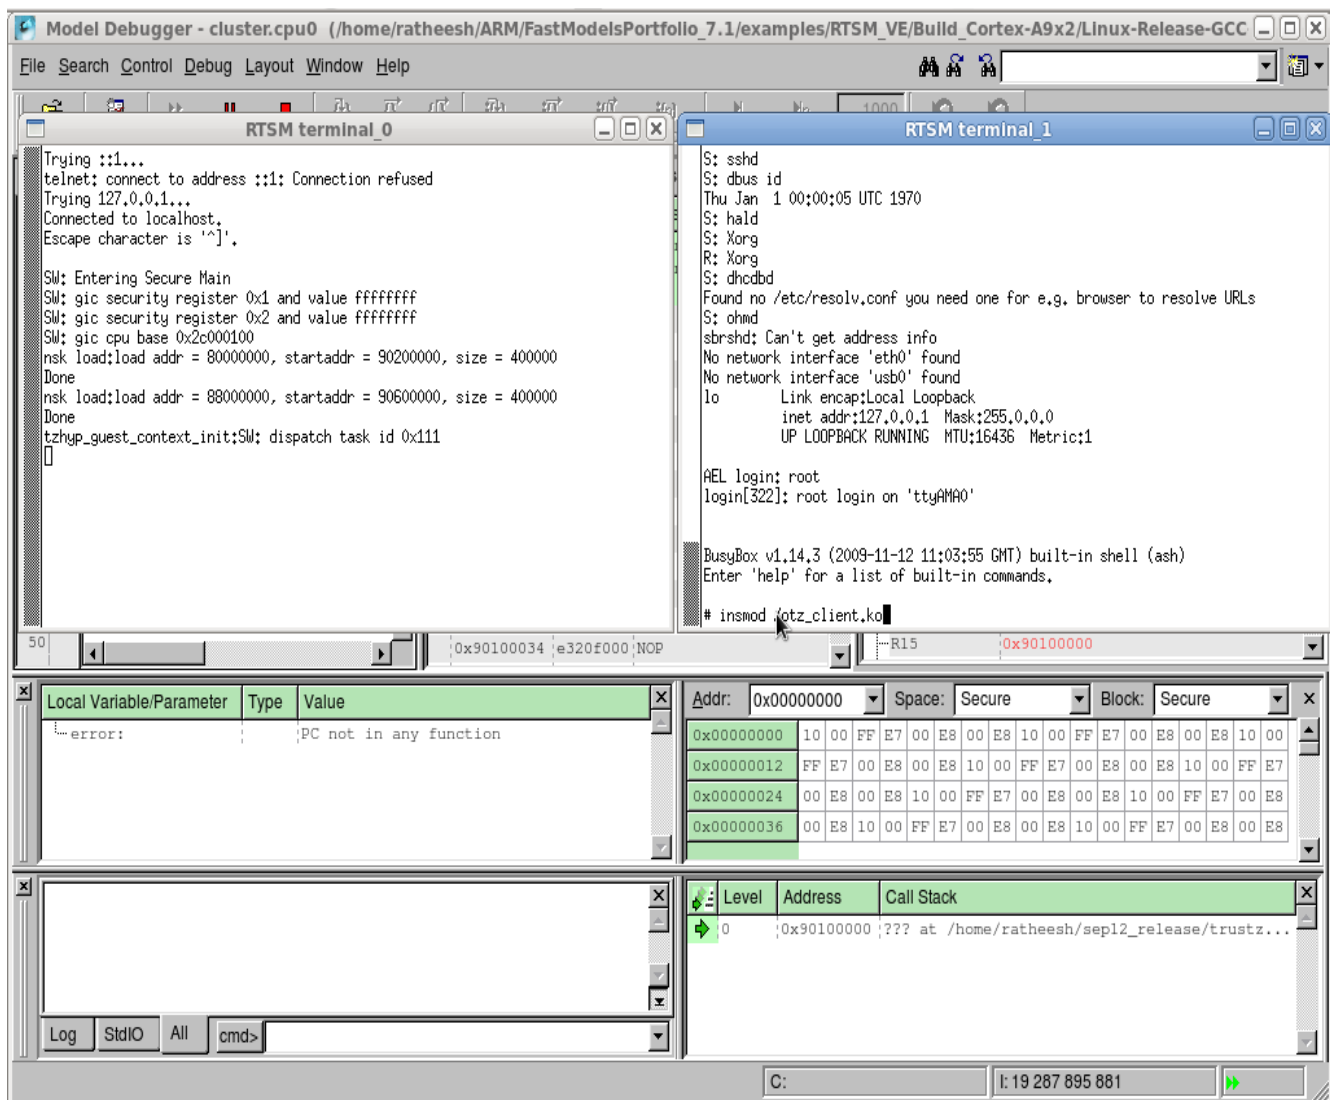 Model Debugger - cluster.cpu0 (/home/ratheesh/ARM/FastModelsPortfolio_7.1/examples/RTSM_VE/Build_Cortex-A9x2/Linux-Release-GCC
File Search Control Debug Layout Window Help
1000
RTSM terminal_0
Trying ::1...
telnet: connect to address ::1: Connection refused
Trying 127.0.0.1...
Connected to localhost.
Escape character is '^]'.
SW: Entering Secure Main
SW: gic security register 0x1 and value ffffffff
SW: gic security register 0x2 and value ffffffff
SW: gic cpu base 0x2c000100
nsk load:load addr = 80000000, startaddr = 90200000, size = 400000
Done
nsk load:load addr = 88000000, startaddr = 90600000, size = 400000
Done
tzhyp_guest_context_init:SW: dispatch task id 0x111
RTSM terminal_1
S: sshd
S: dbus id
Thu Jan  1 00:00:05 UTC 1970
S: hald
S: Xorg
R: Xorg
S: dhcdbd
Found no /etc/resolv.conf you need one for e.g. browser to resolve URLs
S: ohmd
sbrshd: Can't get address info
No network interface 'eth0' found
No network interface 'usb0' found
lo        Link encap:Local Loopback
inet addr:127.0.0.1  Mask:255.0.0.0
UP LOOPBACK RUNNING  MTU:16436  Metric:1
AEL login: root
login[322]: root login on 'ttyAMA0'
BusyBox v1.14.3 (2009-11-12 11:03:55 GMT) built-in shell (ash)
Enter 'help' for a list of built-in commands.
# insmod /otz_client.ko
50
0x90100034 e320f000 NOP
R15 0x90100000
Local Variable/Parameter Type Value
error: PC not in any function
Addr: 0x00000000 Space: Secure Block: Secure
0x00000000 10 00 FF E7 00 E8 00 E8 10 00 FF E7 00 E8 00 E8 10 00
0x00000012 FF E7 00 E8 00 E8 10 00 FF E7 00 E8 00 E8 10 00 FF E7
0x00000024 00 E8 00 E8 10 00 FF E7 00 E8 00 E8 10 00 FF E7 00 E8
0x00000036 00 E8 10 00 FF E7 00 E8 00 E8 10 00 FF E7 00 E8 00 E8
Level Address Call Stack
0 0x90100000 ??? at /home/ratheesh/sep12_release/trustz...
Log StdIO All cmd>
C: I: 19 287 895 881